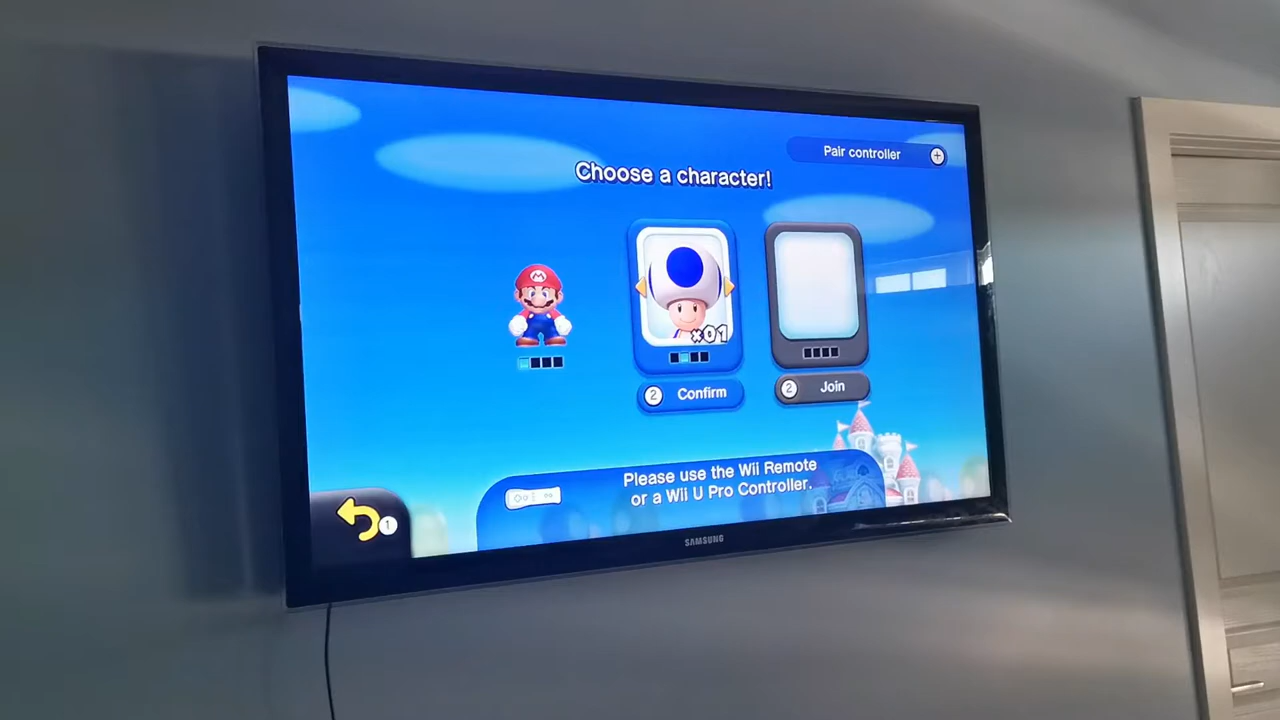 Pair controller +
Choose a character!
M
×01
2 Confirm
2 Join
Please use the Wii Remote
or a Wii U Pro Controller.
1
SAMSUNG